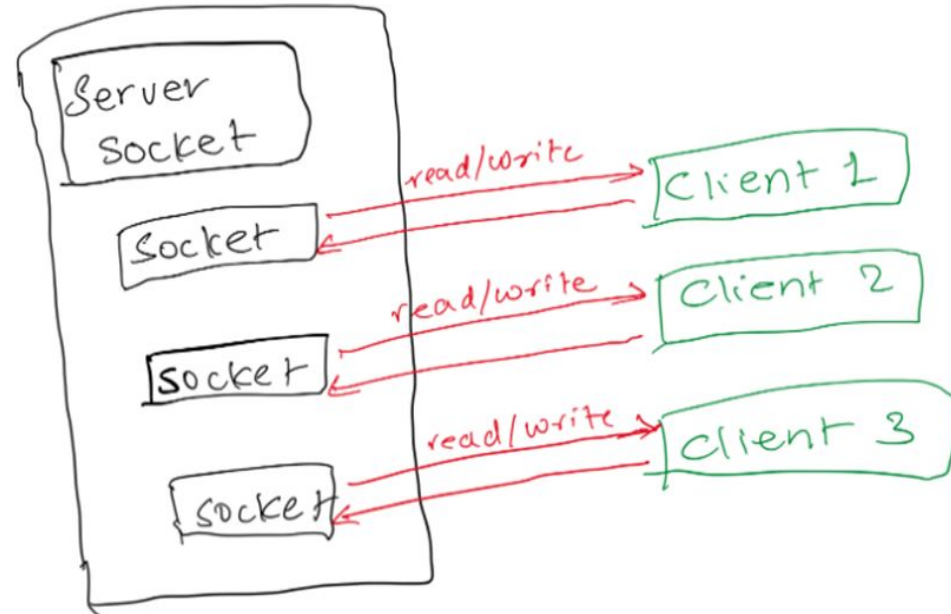 Server
socket
read/write
Client 1
Socket
read/write
Client 2
socket
read/write
Client 3
socket